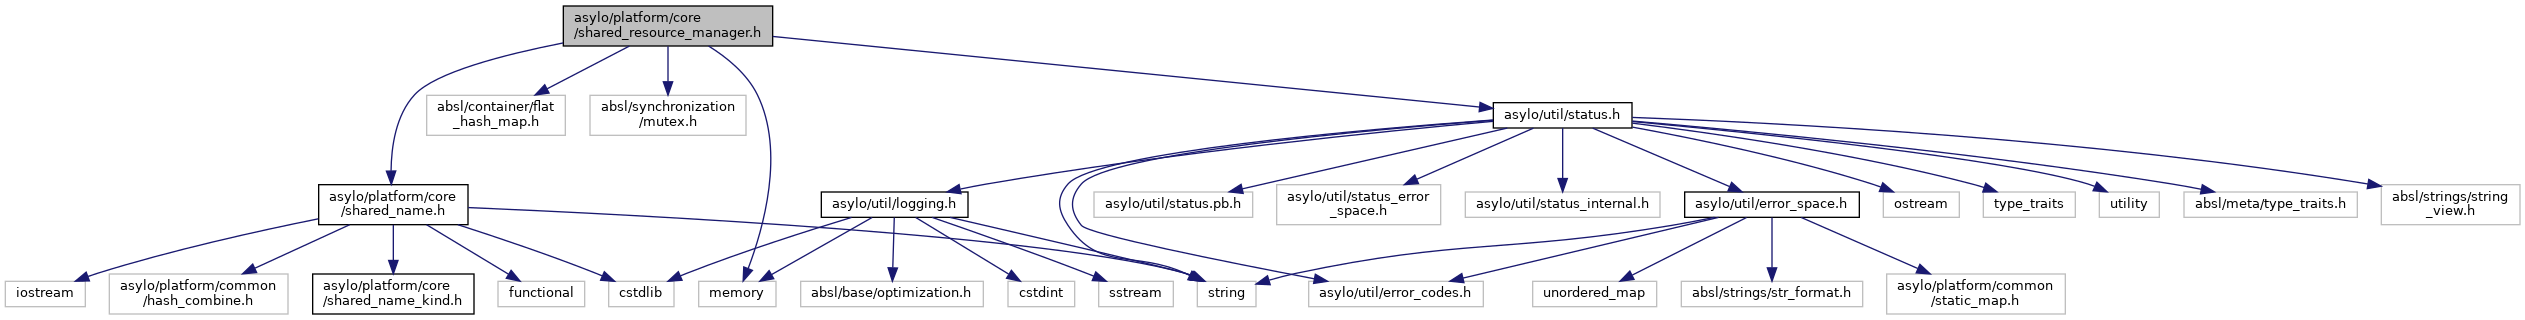 asylo/platform/core
/shared_resource_manager.h
absl/container/flat
_hash_map.h
absl/synchronization
/mutex.h
asylo/util/status.h
asylo/platform/core
/shared_name.h
asylo/util/logging.h
asylo/util/status.pb.h
asylo/util/status_error
_space.h
asylo/util/status_internal.h
asylo/util/error_space.h
ostream
type_traits
utility
absl/meta/type_traits.h
absl/strings/string
_view.h
iostream
asylo/platform/common
/hash_combine.h
asylo/platform/core
/shared_name_kind.h
functional
cstdlib
memory
absl/base/optimization.h
cstdint
sstream
string
asylo/util/error_codes.h
unordered_map
absl/strings/str_format.h
asylo/platform/common
/static_map.h